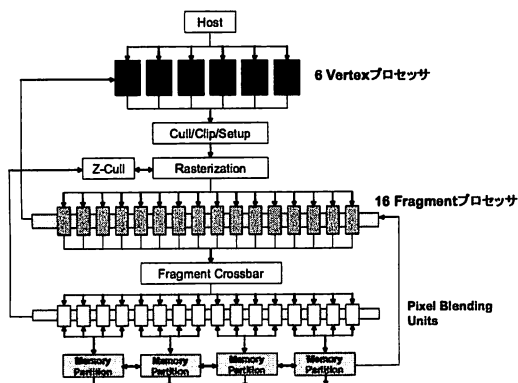 Host
6 Vertexプロセッサ
Cull/Clip/Setup
Z-Cull
Rasterization
16 Fragmentプロセッサ
Fragment Crossbar
Pixel Blending
Units
Memory
Partition
Memory
Partition
Memory
Partition
Memory
Partition